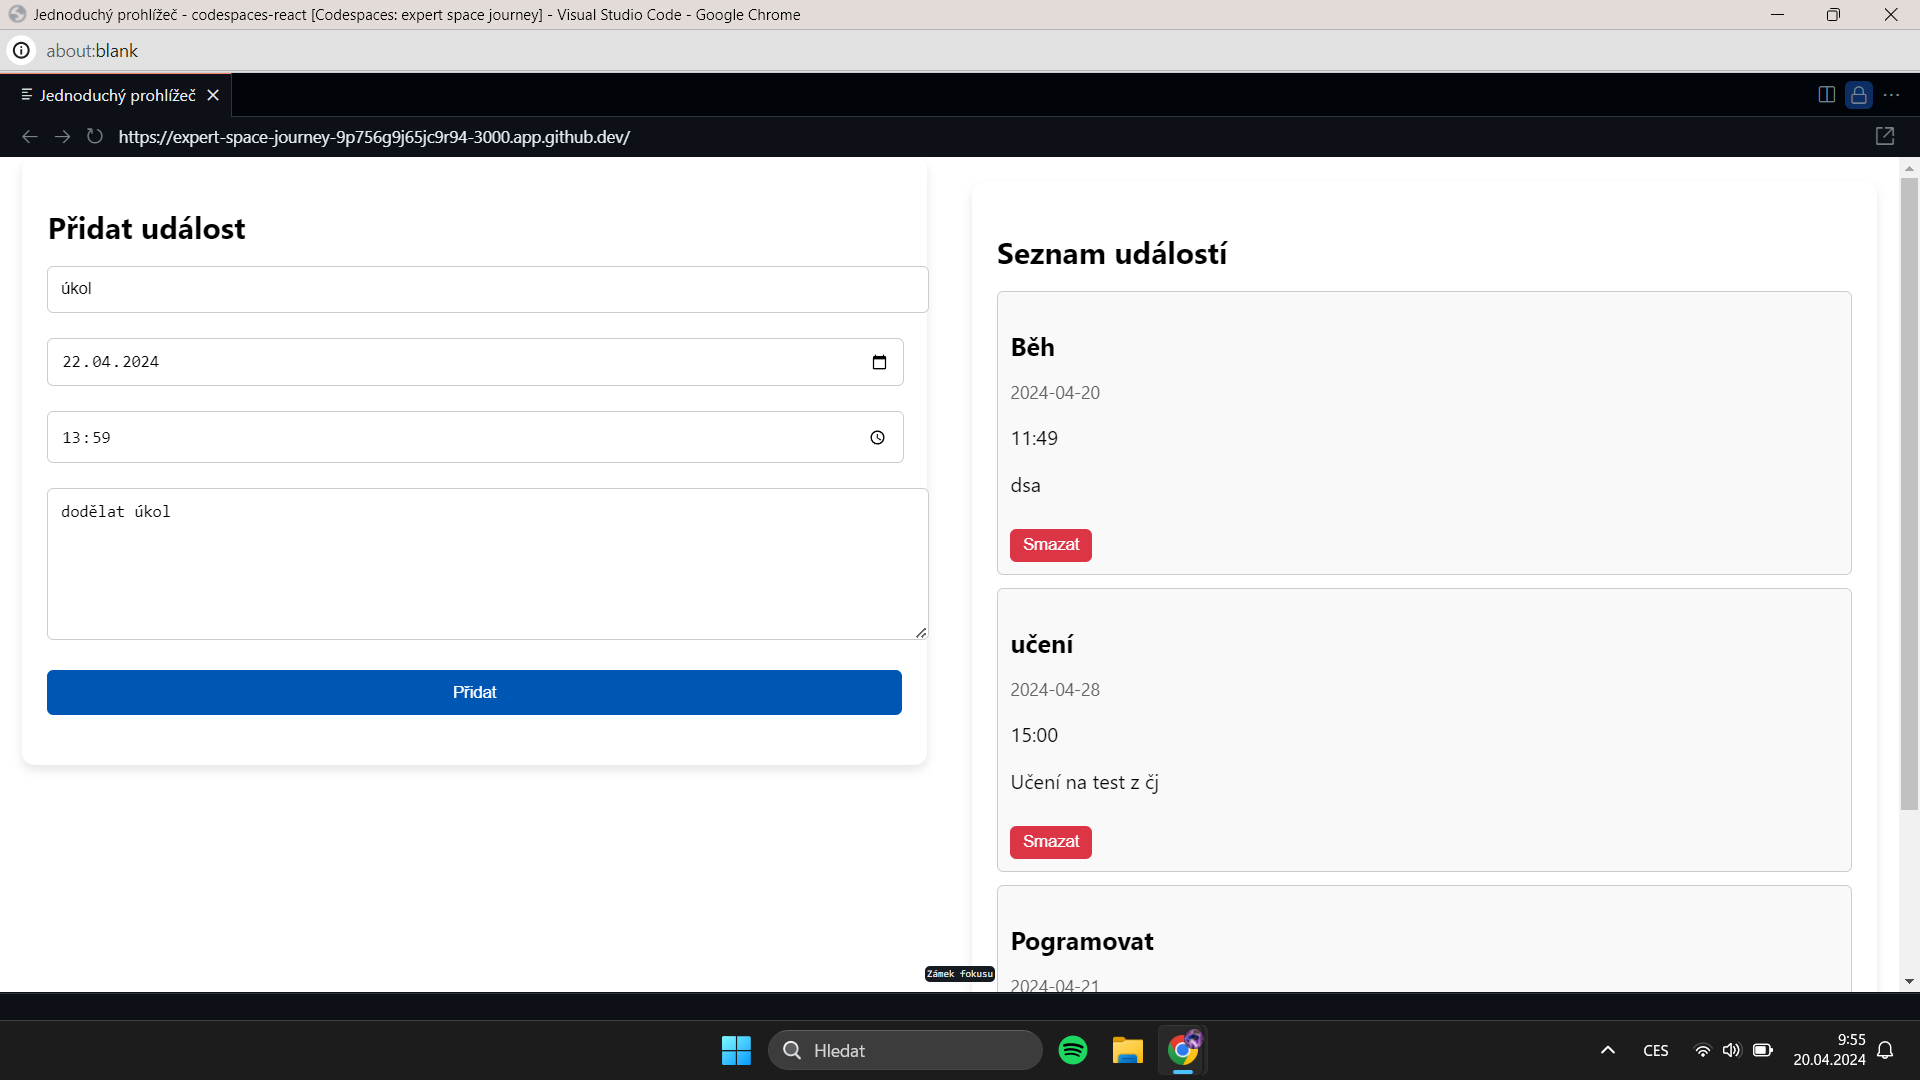 Jednoduchý prohlížeč - codespaces-react [Codespaces: expert space journey] - Visual Studio Code - Google Chrome
about:blank
Jednoduchý prohlížeč
https://expert-space-journey-9p756g9j65jc9r94-3000.app.github.dev/
Přidat událost
úkol
22.04.2024
13:59
dodělat úkol
Přidat
Seznam událostí
Běh
2024-04-20
11:49
dsa
Smazat
učení
2024-04-28
15:00
Učení na test z čj
Smazat
Pogramovat
2024-04-21
Zámek fokusu
Hledat
CES
9:55
20.04.2024